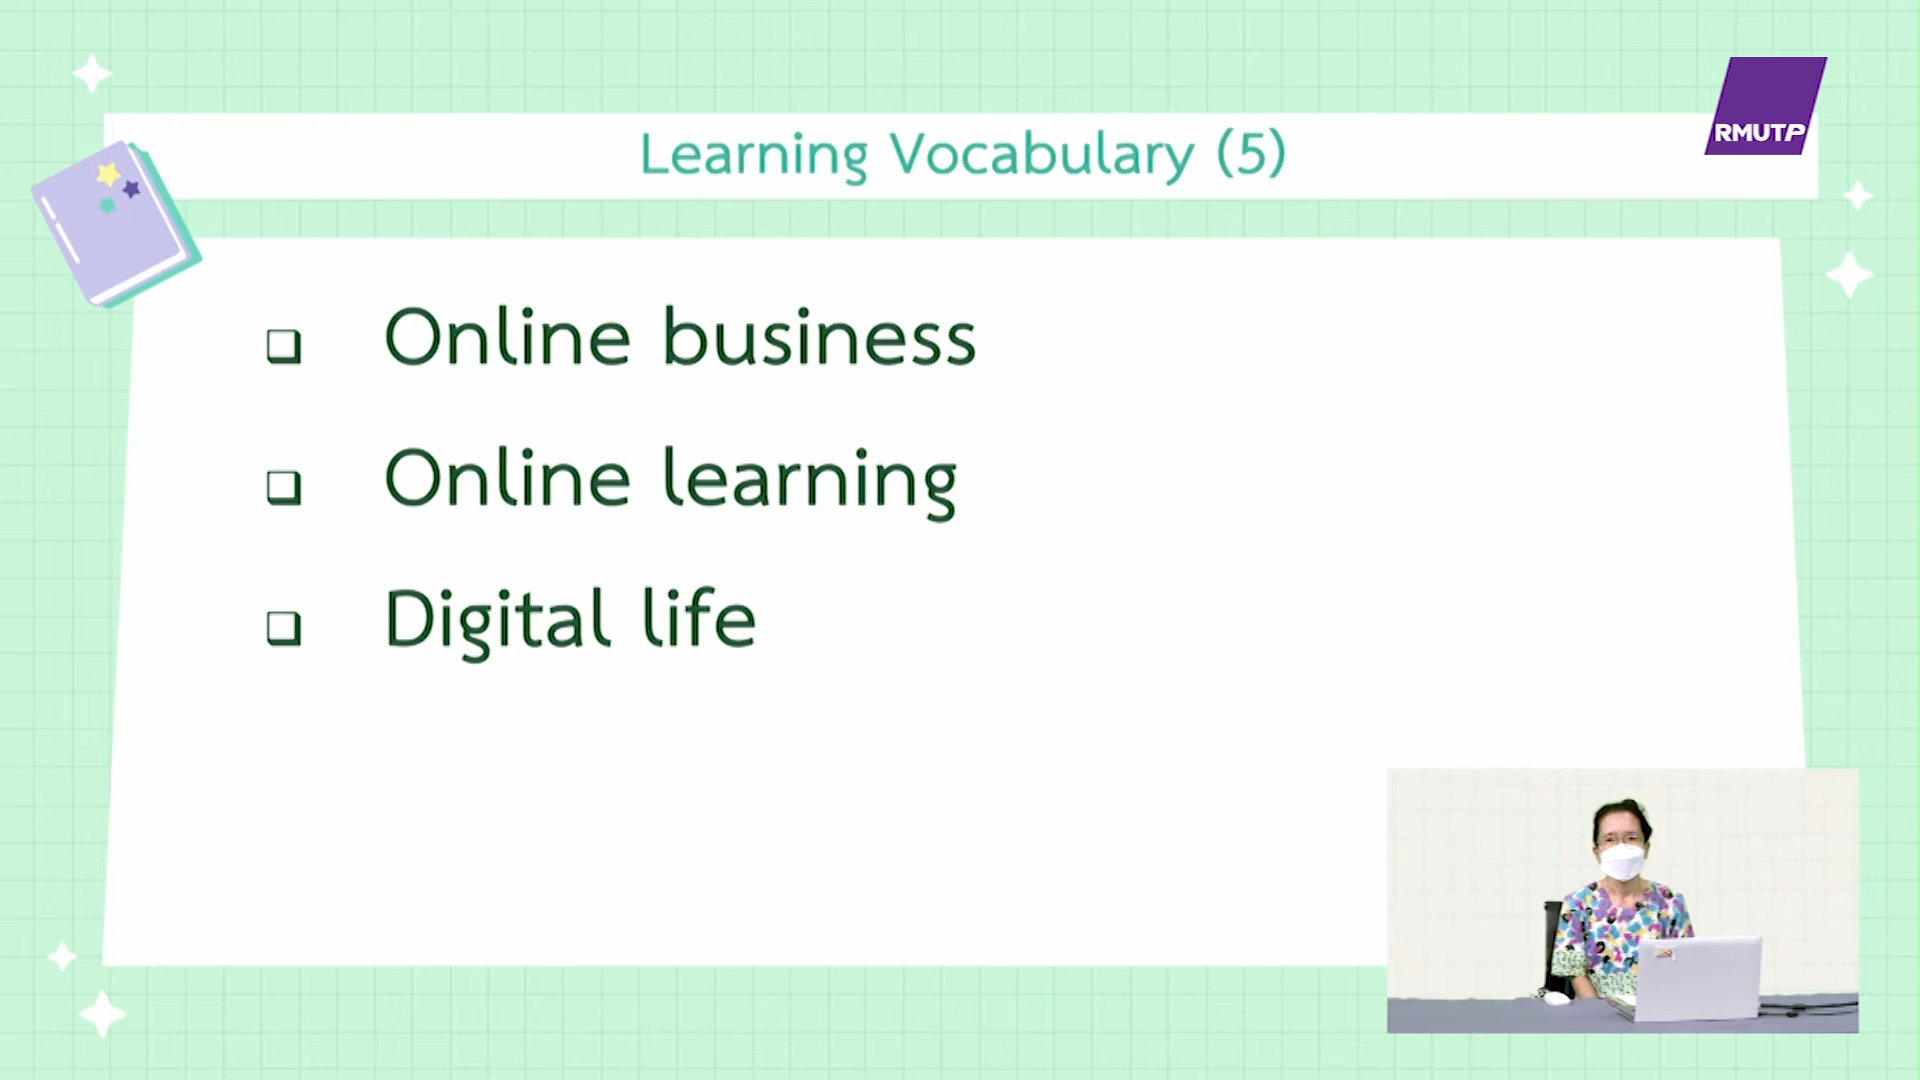 RMUTP
Learning Vocabulary (5)
Online business
Online learning
Digital life